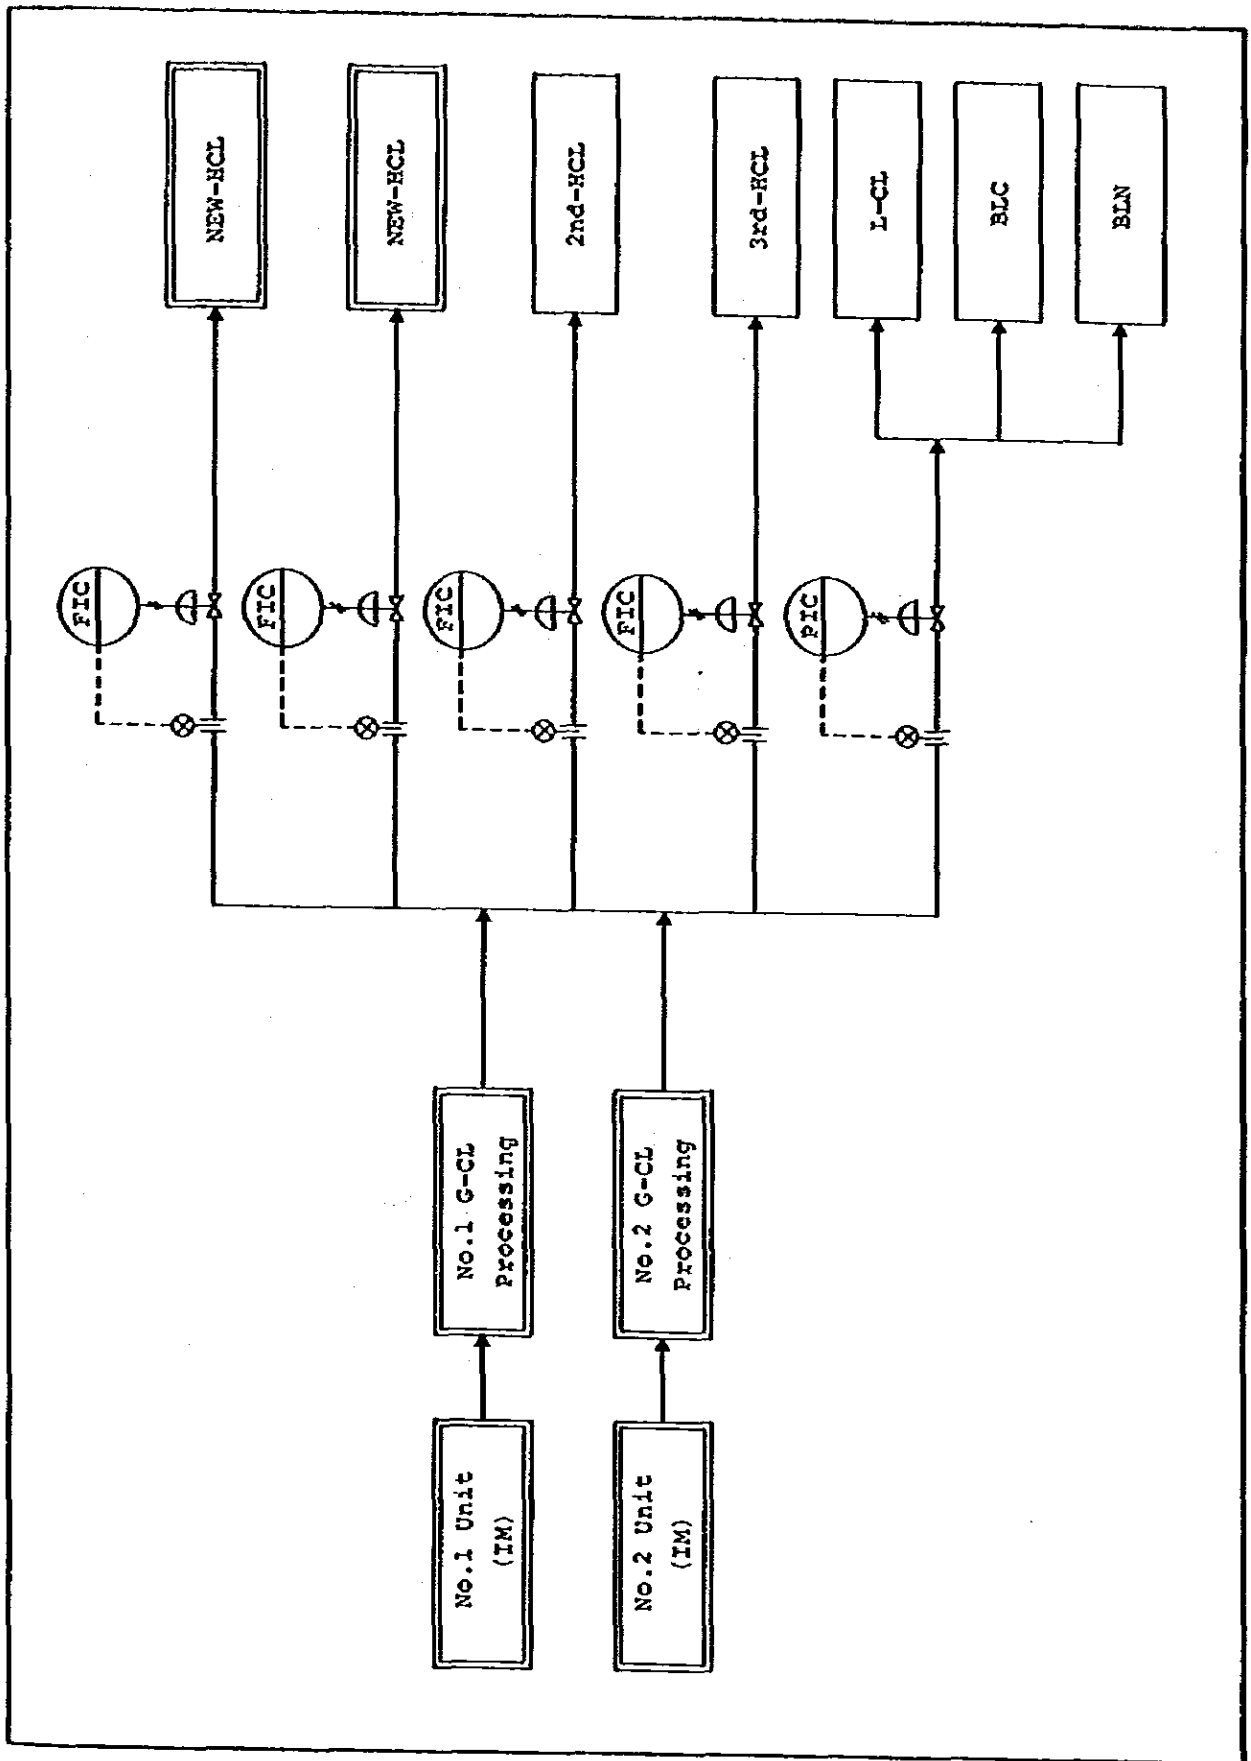 No.1 Unit
(IM)
No.2 Unit
(IM)
No.1 G-CL
Processing
No.2 G-CL
Processing
FIC
FIC
FIC
FIC
PIC
NEW-HCL
NEW-HCL
2nd-HCL
3rd-HCL
L-CL
BLC
BLN